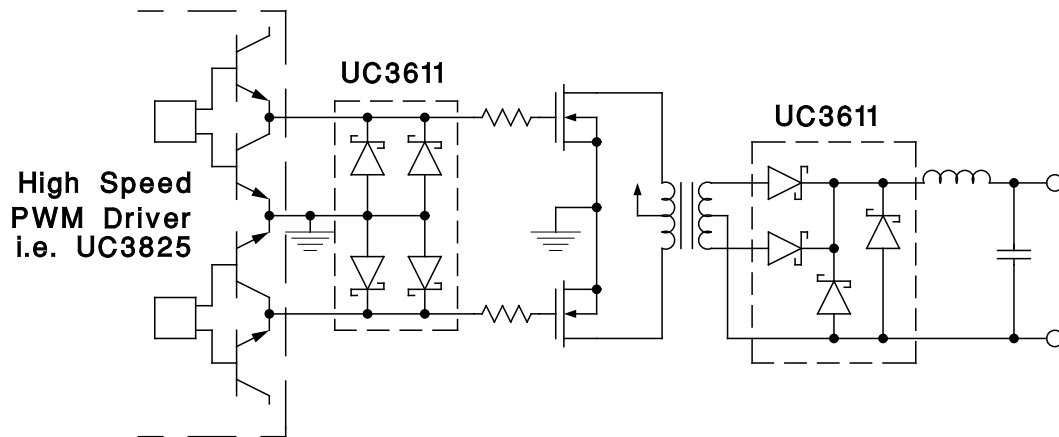 UC3611
UC3611
High Speed
PWM Driver
i.e. UC3825